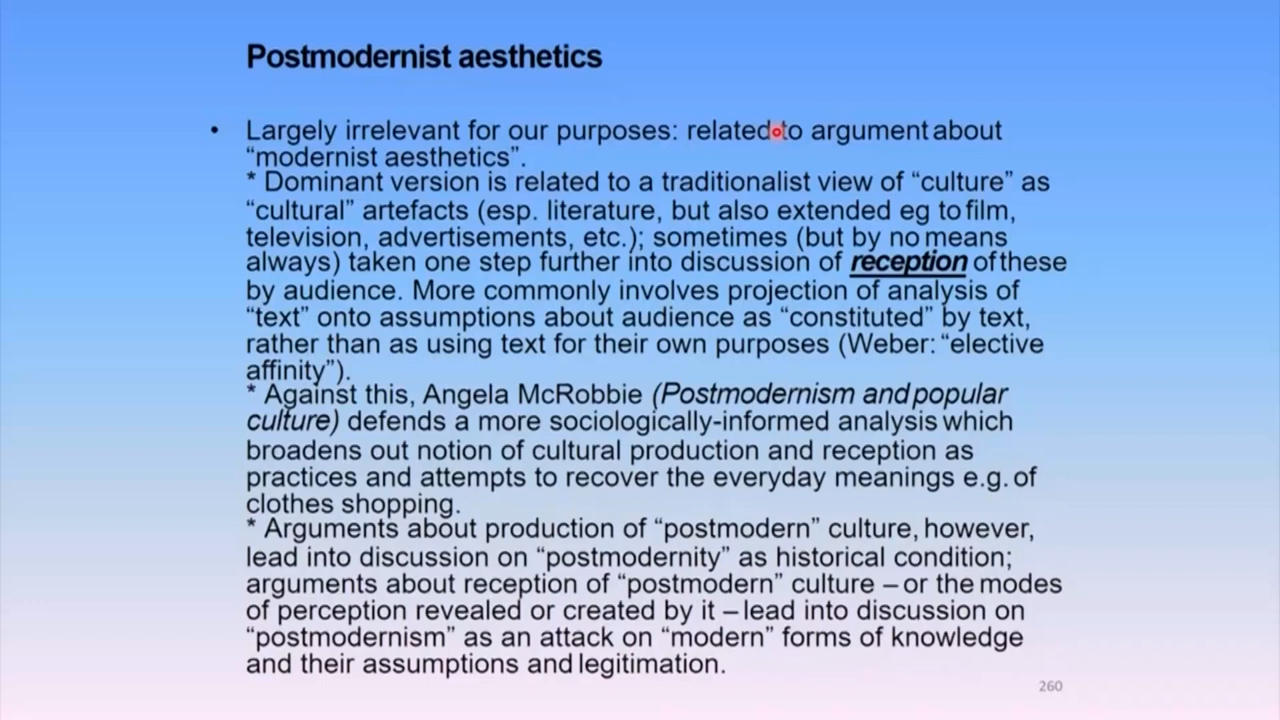 Postmodernist aesthetics
• Largely irrelevant for our purposes: related to argument about
“modernist aesthetics”.
* Dominant version is related to a traditionalist view of “culture” as
“cultural” artefacts (esp. literature, but also extended eg to film,
television, advertisements, etc.); sometimes (but by no means
always) taken one step further into discussion of reception of these
by audience. More commonly involves projection of analysis of
“text” onto assumptions about audience as “constituted” by text,
rather than as using text for their own purposes (Weber: “elective
affinity”).
* Against this, Angela McRobbie (Postmodernism and popular
culture) defends a more sociologically-informed analysis which
broadens out notion of cultural production and reception as
practices and attempts to recover the everyday meanings e.g. of
clothes shopping.
* Arguments about production of “postmodern” culture, however,
lead into discussion on “postmodernity” as historical condition;
arguments about reception of “postmodern” culture – or the modes
of perception revealed or created by it – lead into discussion on
“postmodernism” as an attack on “modern” forms of knowledge
and their assumptions and legitimation.
260